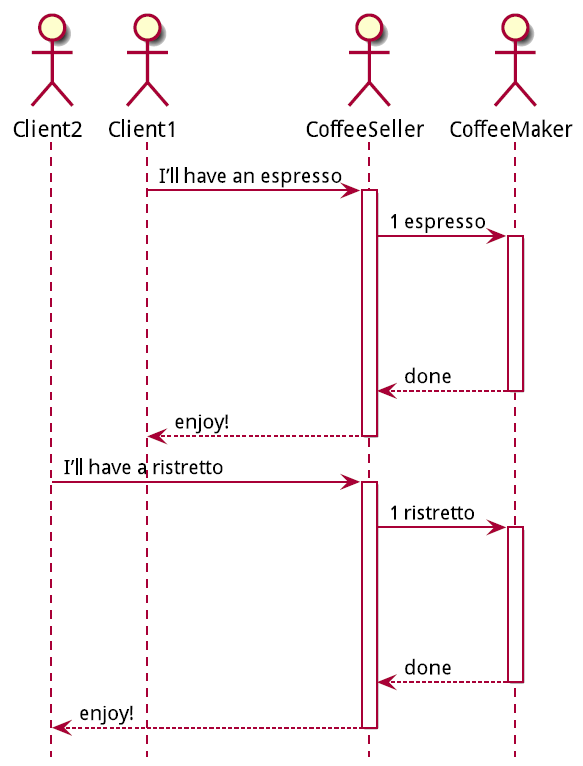 Client2 Client1 CoffeeSeller CoffeeMaker
I’ll have an espresso
1 espresso
done
enjoy!
I’ll have a ristretto
1 ristretto
done
enjoy!